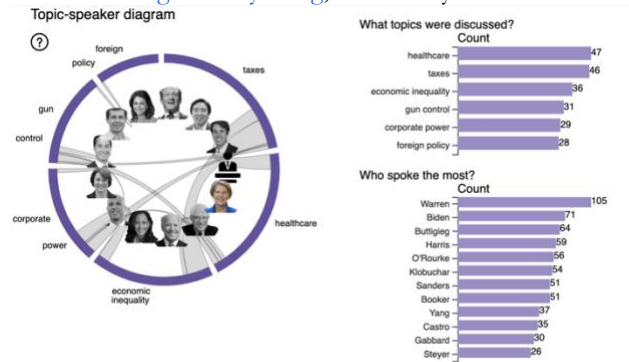 Topic-speaker diagram
?
foreign
policy
taxes
gun
control
corporate
power
healthcare
economic
inequality
What topics were discussed?
Count
healthcare 47
taxes 46
economic inequality 36
gun control 31
corporate power 29
foreign policy 28
Who spoke the most?
Count
Warren 105
Biden 71
Buttigieg 64
Harris 59
O'Rourke 56
Klobuchar 54
Sanders 51
Booker 51
Yang 37
Castro 35
Gabbard 30
Steyer 26